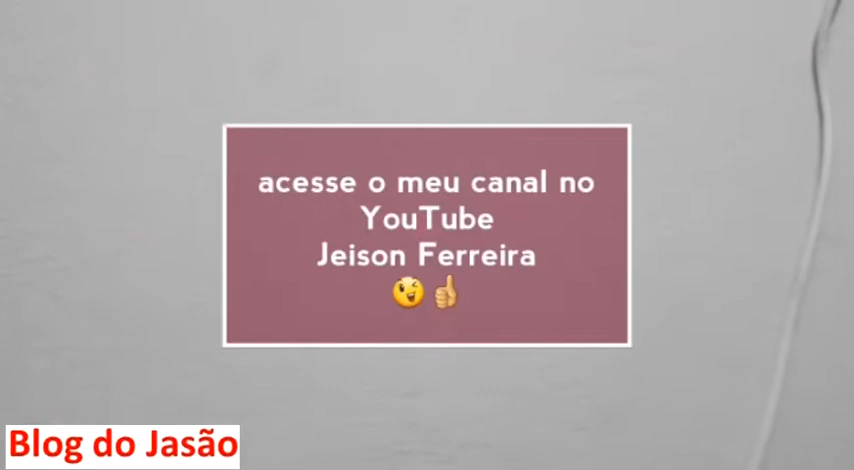 acesse o meu canal no
YouTube
Jeison Ferreira
😉👍
Blog do Jasão